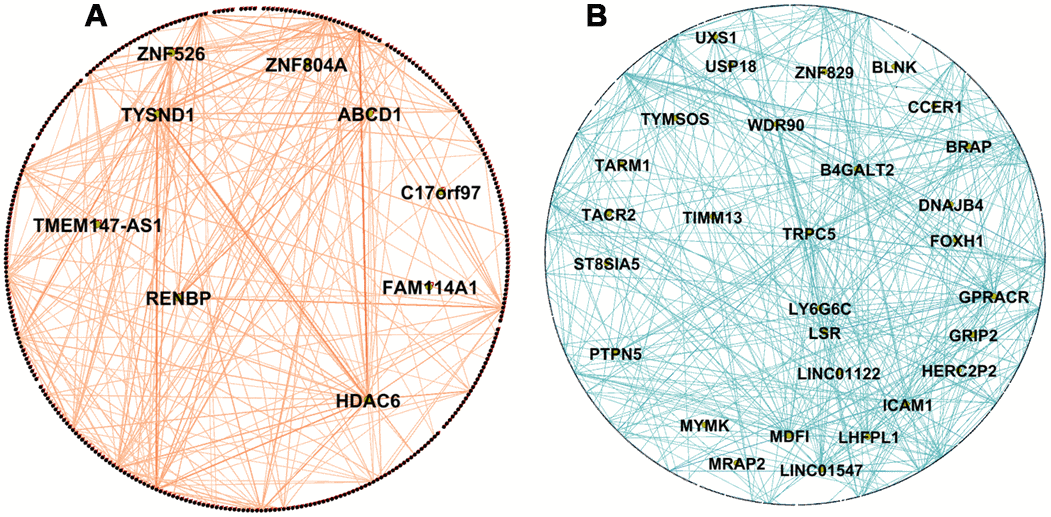 A
ZNF526
ZNF804A
TYSND1
ABCD1
C17orf97
TMEM147-AS1
FAM114A1
RENBP
HDAC6
B
UXS1
USP18
ZNF829
BLNK
CCER1
TYMSOS
WDR90
BRAP
TARM1
B4GALT2
DNAJB4
TACR2
TIMM13
TRPC5
FOXH1
ST8SIA5
GPRACR
LY6G6C
LSR
GRIP2
PTPN5
LINC01122
HERC2P2
ICAM1
MYMK
MDFI
LHFPL1
MRAP2
LINC01547